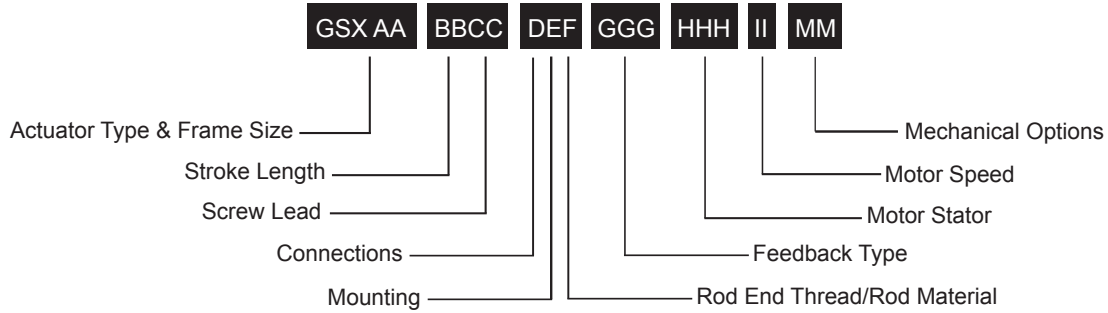 GSX AA BBCC DEF GGG HHH II MM
Actuator Type & Frame Size
Mechanical Options
Stroke Length
Motor Speed
Screw Lead
Motor Stator
Connections
Feedback Type
Mounting
Rod End Thread/Rod Material